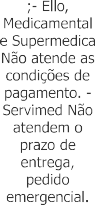 ;- Ello,
Medicamental
e Supermedica
Não atende as
condições de
pagamento. -
Servimed Não
atendem o
prazo de
entrega,
pedido
emergencial.